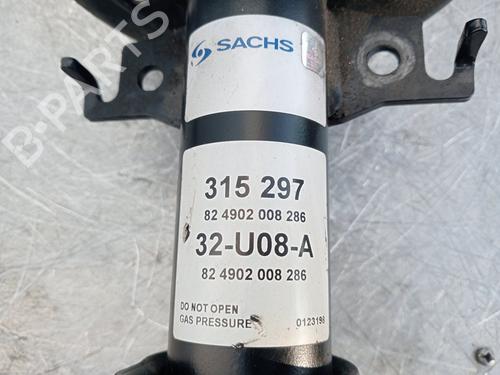 SACHS
315 297
82 4902 008 286
32-U08-A
82 4902 008 286
DO NOT OPEN
GAS PRESSURE 0123198
B-PARTS